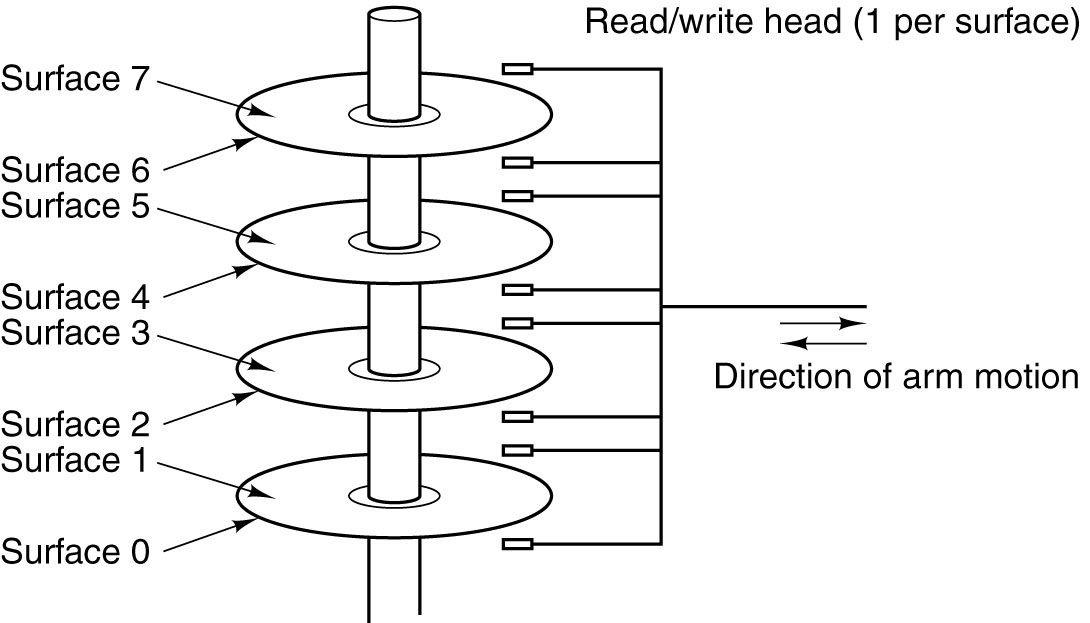 Read/write head (1 per surface)
Surface 7
Surface 6
Surface 5
Surface 4
Surface 3
Direction of arm motion
Surface 2
Surface 1
Surface 0